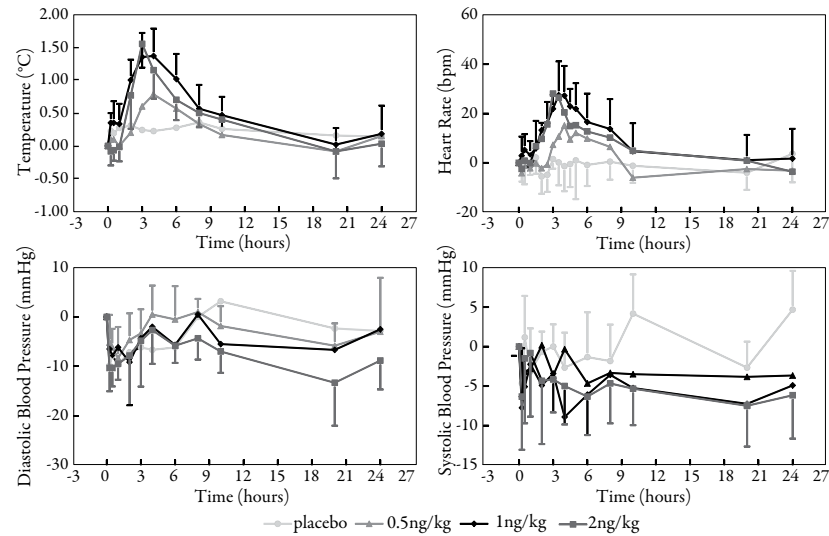 2.00
1.50
1.00
0.50
0.00
-0.50
-1.00
Temperature (°C)
-3 0 3 6 9 12 15 18 21 24 27
Time (hours)
60
40
20
0
-20
Heart Rate (bpm)
-3 0 3 6 9 12 15 18 21 24 27
Time (hours)
10
0
-10
-20
-30
Diastolic Blood Pressure (mmHg)
-3 0 3 6 9 12 15 18 21 24 27
Time (hours)
10
5
0
-5
-10
-15
Systolic Blood Pressure (mmHg)
-3 0 3 6 9 12 15 18 21 24 27
Time (hours)
placebo 0.5ng/kg 1ng/kg 2ng/kg